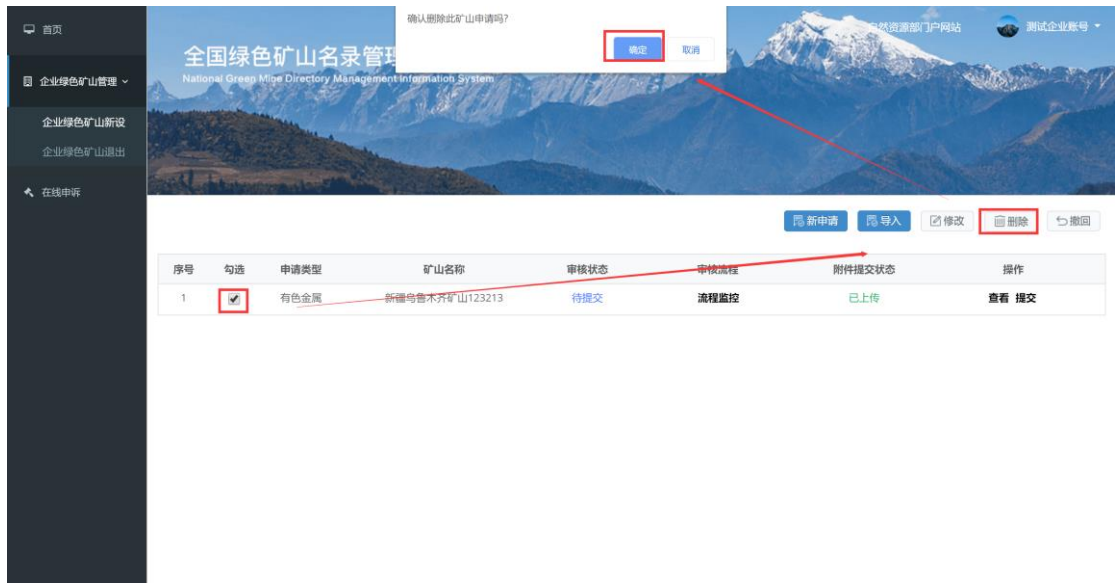 首页
企业绿色矿山管理
企业绿色矿山新设
企业绿色矿山退出
在线申诉
确认删除此矿山申请吗?
确定 取消
然资源部门户网站 测试企业账号
全国绿色矿山名录管理
National Green Mine Directory Management Information System
新申请 导入 修改 删除 撤回
序号 勾选 申请类型 矿山名称 审核状态 审核流程 附件提交状态 操作
1 有色金属 新疆乌鲁木齐矿山123213 待提交 流程监控 已上传 查看 提交